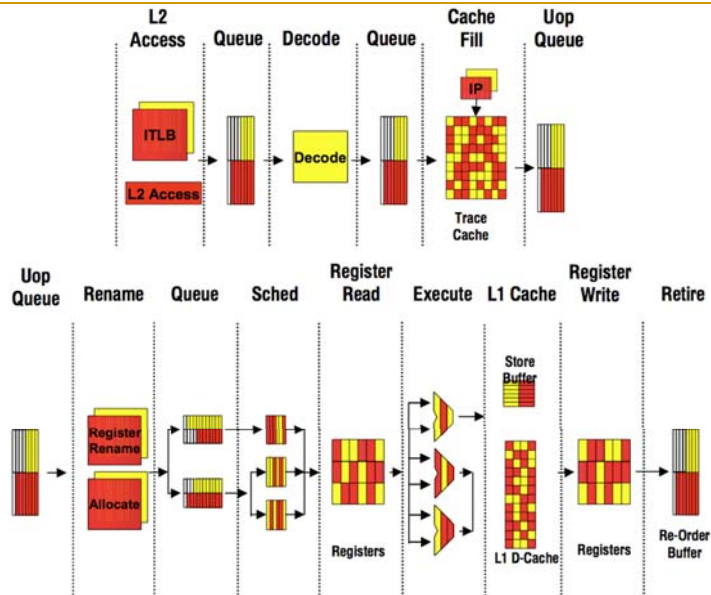 L2
Access
Queue
Decode
Queue
Cache
Fill
Uop
Queue
ITLB
L2 Access
Decode
IP
Trace
Cache
Uop
Queue
Rename
Queue
Sched
Register
Read
Execute
L1 Cache
Register
Write
Retire
Register
Rename
Allocate
Registers
Store
Buffer
L1 D-Cache
Registers
Re-Order
Buffer